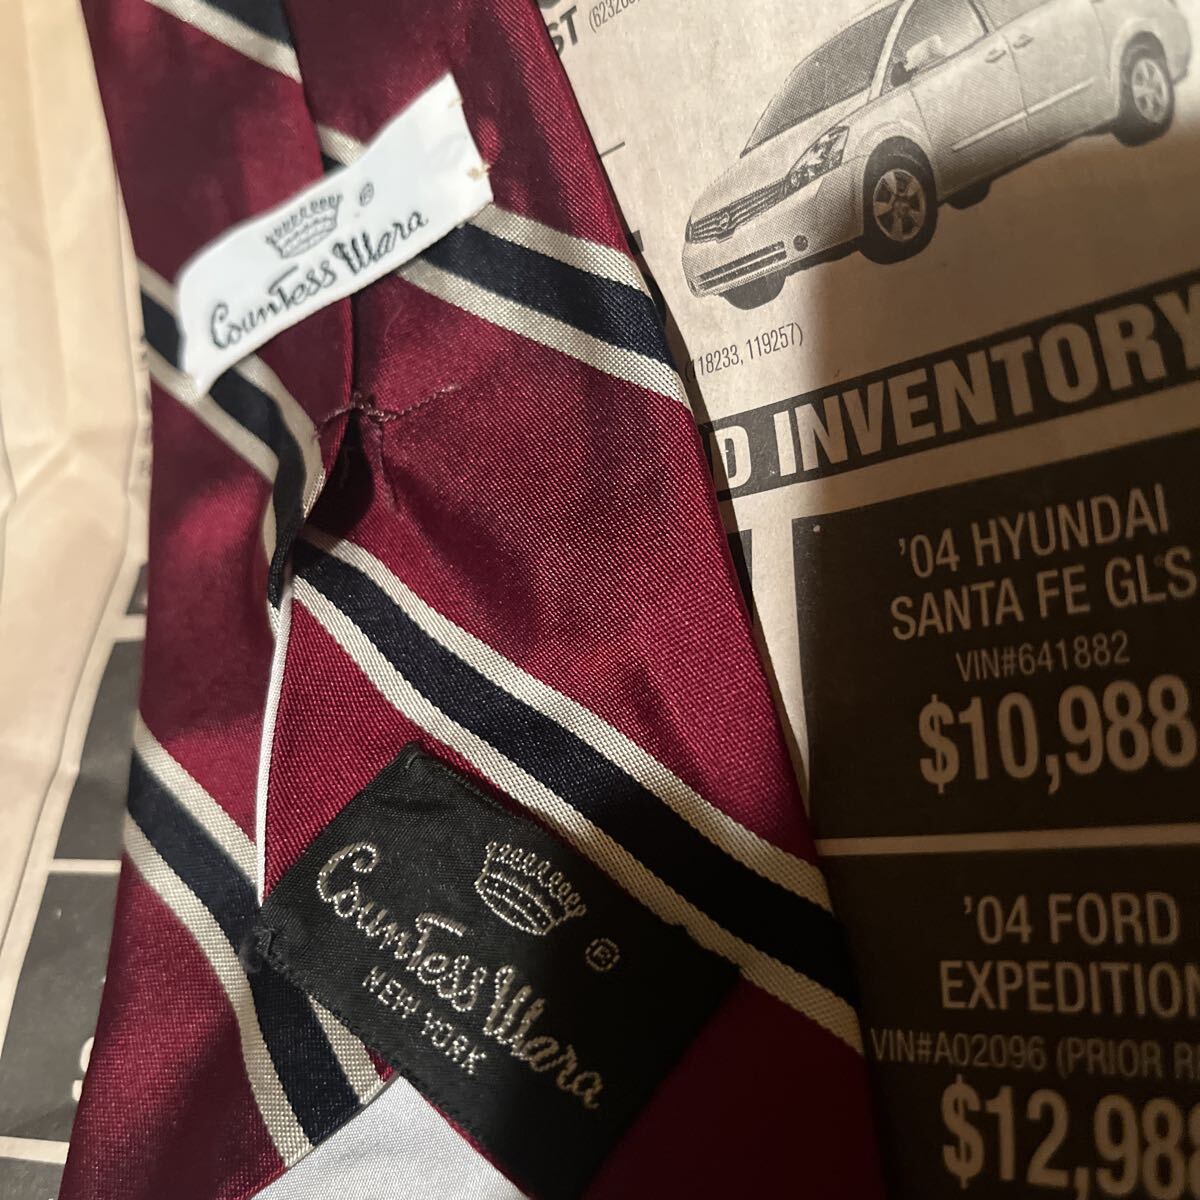 ST
Countess Mara
®
(118233, 119257)
D INVENTORY
'04 HYUNDAI
SANTA FE GLS
VIN#641882
$10,988
'04 FORD
EXPEDITION
VIN#A02096 (PRIOR
$12,98
Countess Mara
®
NEW YORK